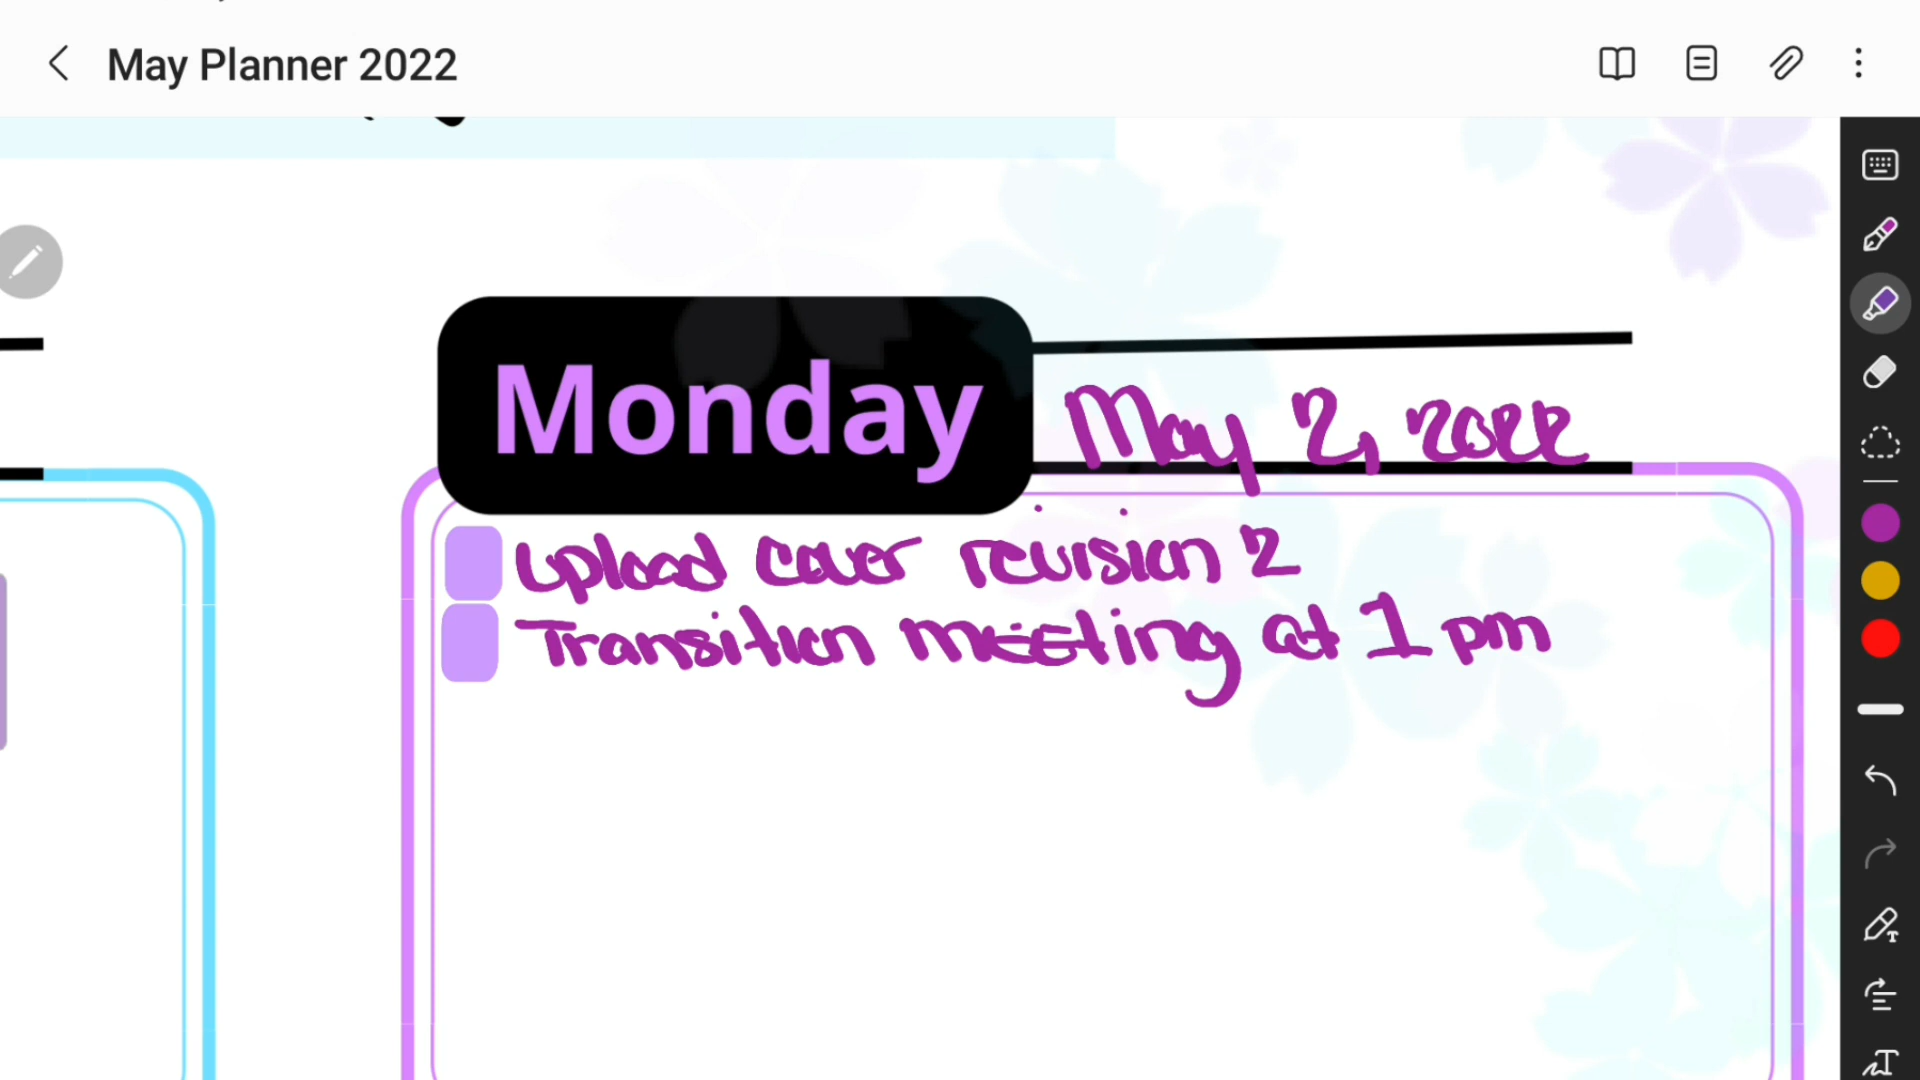 May Planner 2022
Monday May 2, 2022
Upload cover revision 2
Transition meeting at 1 pm